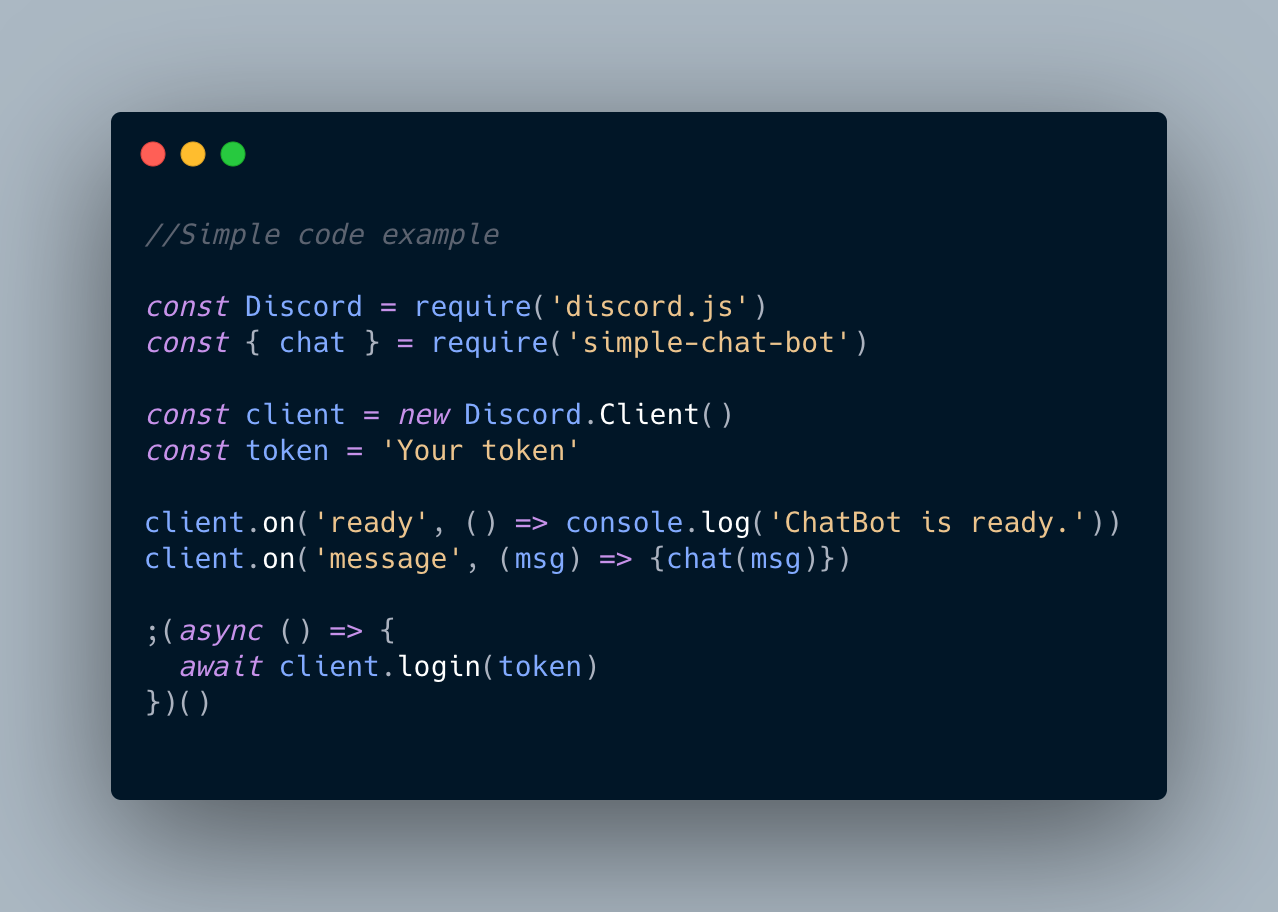 //Simple code example
const Discord = require('discord.js')
const { chat } = require('simple-chat-bot')
const client = new Discord.Client()
const token = 'Your token'
client.on('ready', () => console.log('ChatBot is ready.'))
client.on('message', (msg) => {chat(msg)})
;(async () => {
  await client.login(token)
})()